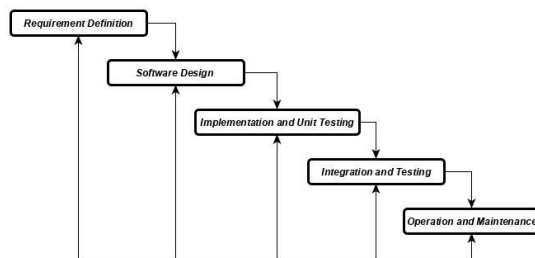 Requirement Definition
Software Design
Implementation and Unit Testing
Integration and Testing
Operation and Maintenance